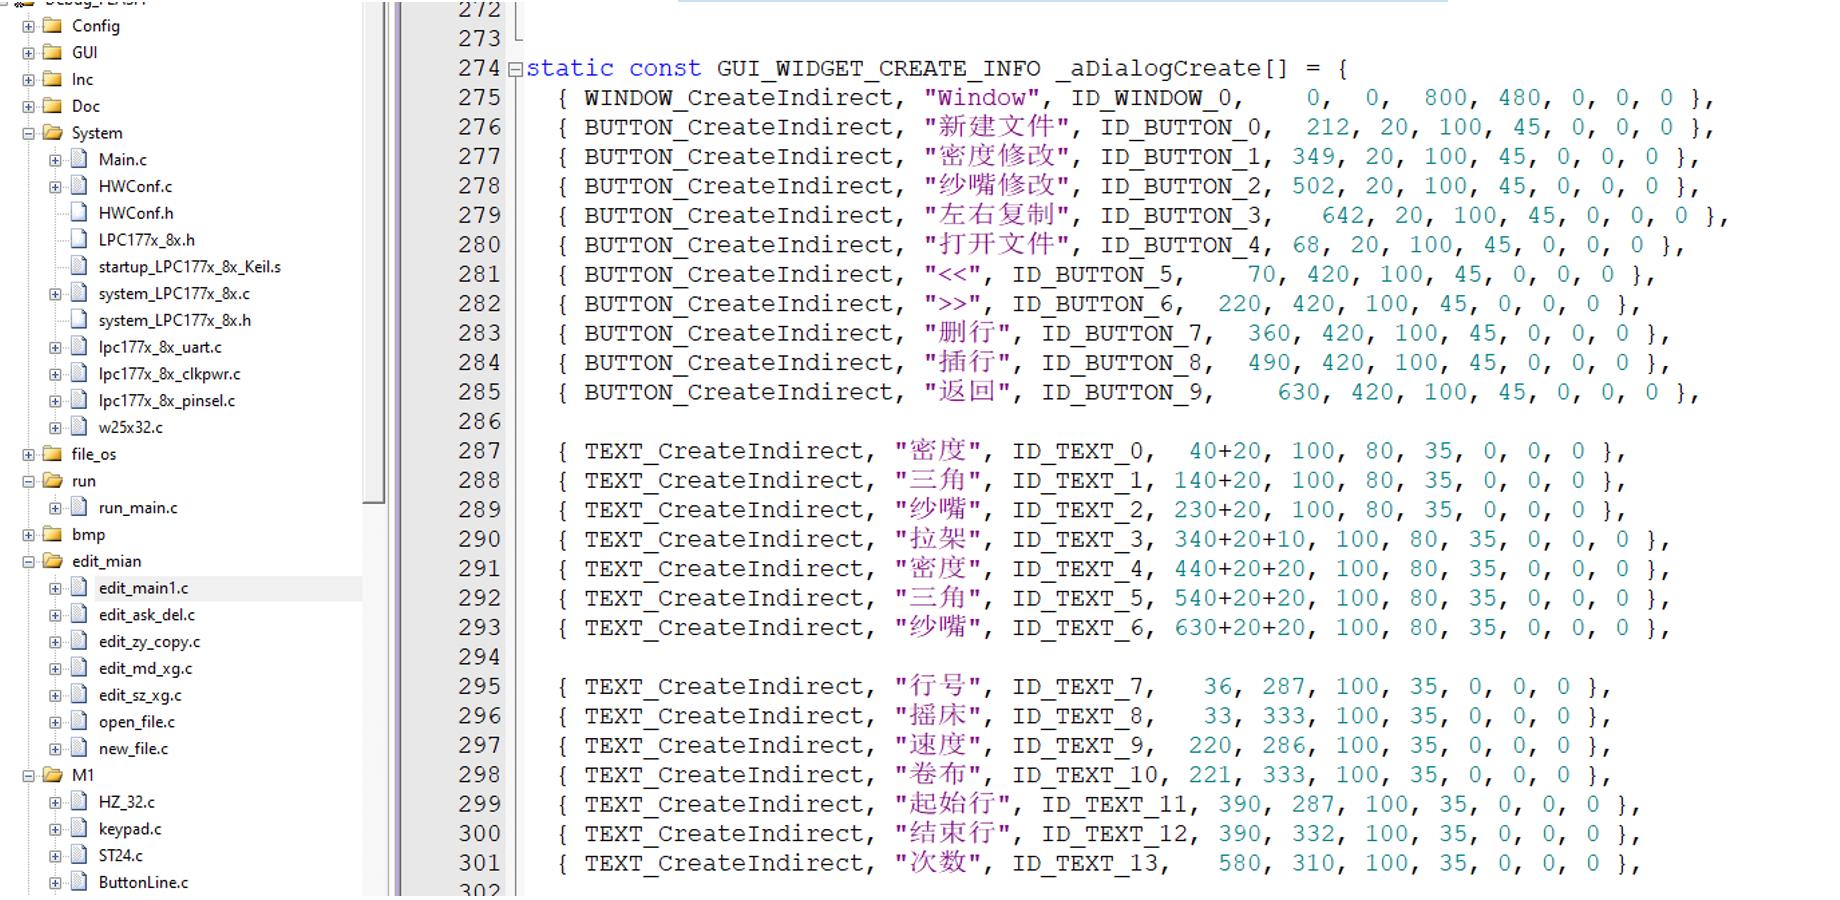 Config
GUI
Inc
Doc
System
Main.c
HWConf.c
HWConf.h
LPC177x_8x.h
startup_LPC177x_8x_Keil.s
system_LPC177x_8x.c
system_LPC177x_8x.h
lpc177x_8x_uart.c
lpc177x_8x_clkpwr.c
lpc177x_8x_pinsel.c
w25x32.c
file_os
run
run_main.c
bmp
edit_mian
edit_main1.c
edit_ask_del.c
edit_zy_copy.c
edit_md_xg.c
edit_sz_xg.c
open_file.c
new_file.c
M1
HZ_32.c
keypad.c
ST24.c
ButtonLine.c
272
273
274 static const GUI_WIDGET_CREATE_INFO _aDialogCreate[] = {
275 { WINDOW_CreateIndirect, "Window", ID_WINDOW_0, 0, 0, 800, 480, 0, 0, 0 },
276 { BUTTON_CreateIndirect, "新建文件", ID_BUTTON_0, 212, 20, 100, 45, 0, 0, 0 },
277 { BUTTON_CreateIndirect, "密度修改", ID_BUTTON_1, 349, 20, 100, 45, 0, 0, 0 },
278 { BUTTON_CreateIndirect, "纱嘴修改", ID_BUTTON_2, 502, 20, 100, 45, 0, 0, 0 },
279 { BUTTON_CreateIndirect, "左右复制", ID_BUTTON_3, 642, 20, 100, 45, 0, 0, 0 },
280 { BUTTON_CreateIndirect, "打开文件", ID_BUTTON_4, 68, 20, 100, 45, 0, 0, 0 },
281 { BUTTON_CreateIndirect, "<<", ID_BUTTON_5, 70, 420, 100, 45, 0, 0, 0 },
282 { BUTTON_CreateIndirect, ">>", ID_BUTTON_6, 220, 420, 100, 45, 0, 0, 0 },
283 { BUTTON_CreateIndirect, "删行", ID_BUTTON_7, 360, 420, 100, 45, 0, 0, 0 },
284 { BUTTON_CreateIndirect, "插行", ID_BUTTON_8, 490, 420, 100, 45, 0, 0, 0 },
285 { BUTTON_CreateIndirect, "返回", ID_BUTTON_9, 630, 420, 100, 45, 0, 0, 0 },
286
287 { TEXT_CreateIndirect, "密度", ID_TEXT_0, 40+20, 100, 80, 35, 0, 0, 0 },
288 { TEXT_CreateIndirect, "三角", ID_TEXT_1, 140+20, 100, 80, 35, 0, 0, 0 },
289 { TEXT_CreateIndirect, "纱嘴", ID_TEXT_2, 230+20, 100, 80, 35, 0, 0, 0 },
290 { TEXT_CreateIndirect, "拉架", ID_TEXT_3, 340+20+10, 100, 80, 35, 0, 0, 0 },
291 { TEXT_CreateIndirect, "密度", ID_TEXT_4, 440+20+20, 100, 80, 35, 0, 0, 0 },
292 { TEXT_CreateIndirect, "三角", ID_TEXT_5, 540+20+20, 100, 80, 35, 0, 0, 0 },
293 { TEXT_CreateIndirect, "纱嘴", ID_TEXT_6, 630+20+20, 100, 80, 35, 0, 0, 0 },
294
295 { TEXT_CreateIndirect, "行号", ID_TEXT_7, 36, 287, 100, 35, 0, 0, 0 },
296 { TEXT_CreateIndirect, "摇床", ID_TEXT_8, 33, 333, 100, 35, 0, 0, 0 },
297 { TEXT_CreateIndirect, "速度", ID_TEXT_9, 220, 286, 100, 35, 0, 0, 0 },
298 { TEXT_CreateIndirect, "卷布", ID_TEXT_10, 221, 333, 100, 35, 0, 0, 0 },
299 { TEXT_CreateIndirect, "起始行", ID_TEXT_11, 390, 287, 100, 35, 0, 0, 0 },
300 { TEXT_CreateIndirect, "结束行", ID_TEXT_12, 390, 332, 100, 35, 0, 0, 0 },
301 { TEXT_CreateIndirect, "次数", ID_TEXT_13, 580, 310, 100, 35, 0, 0, 0 },
302